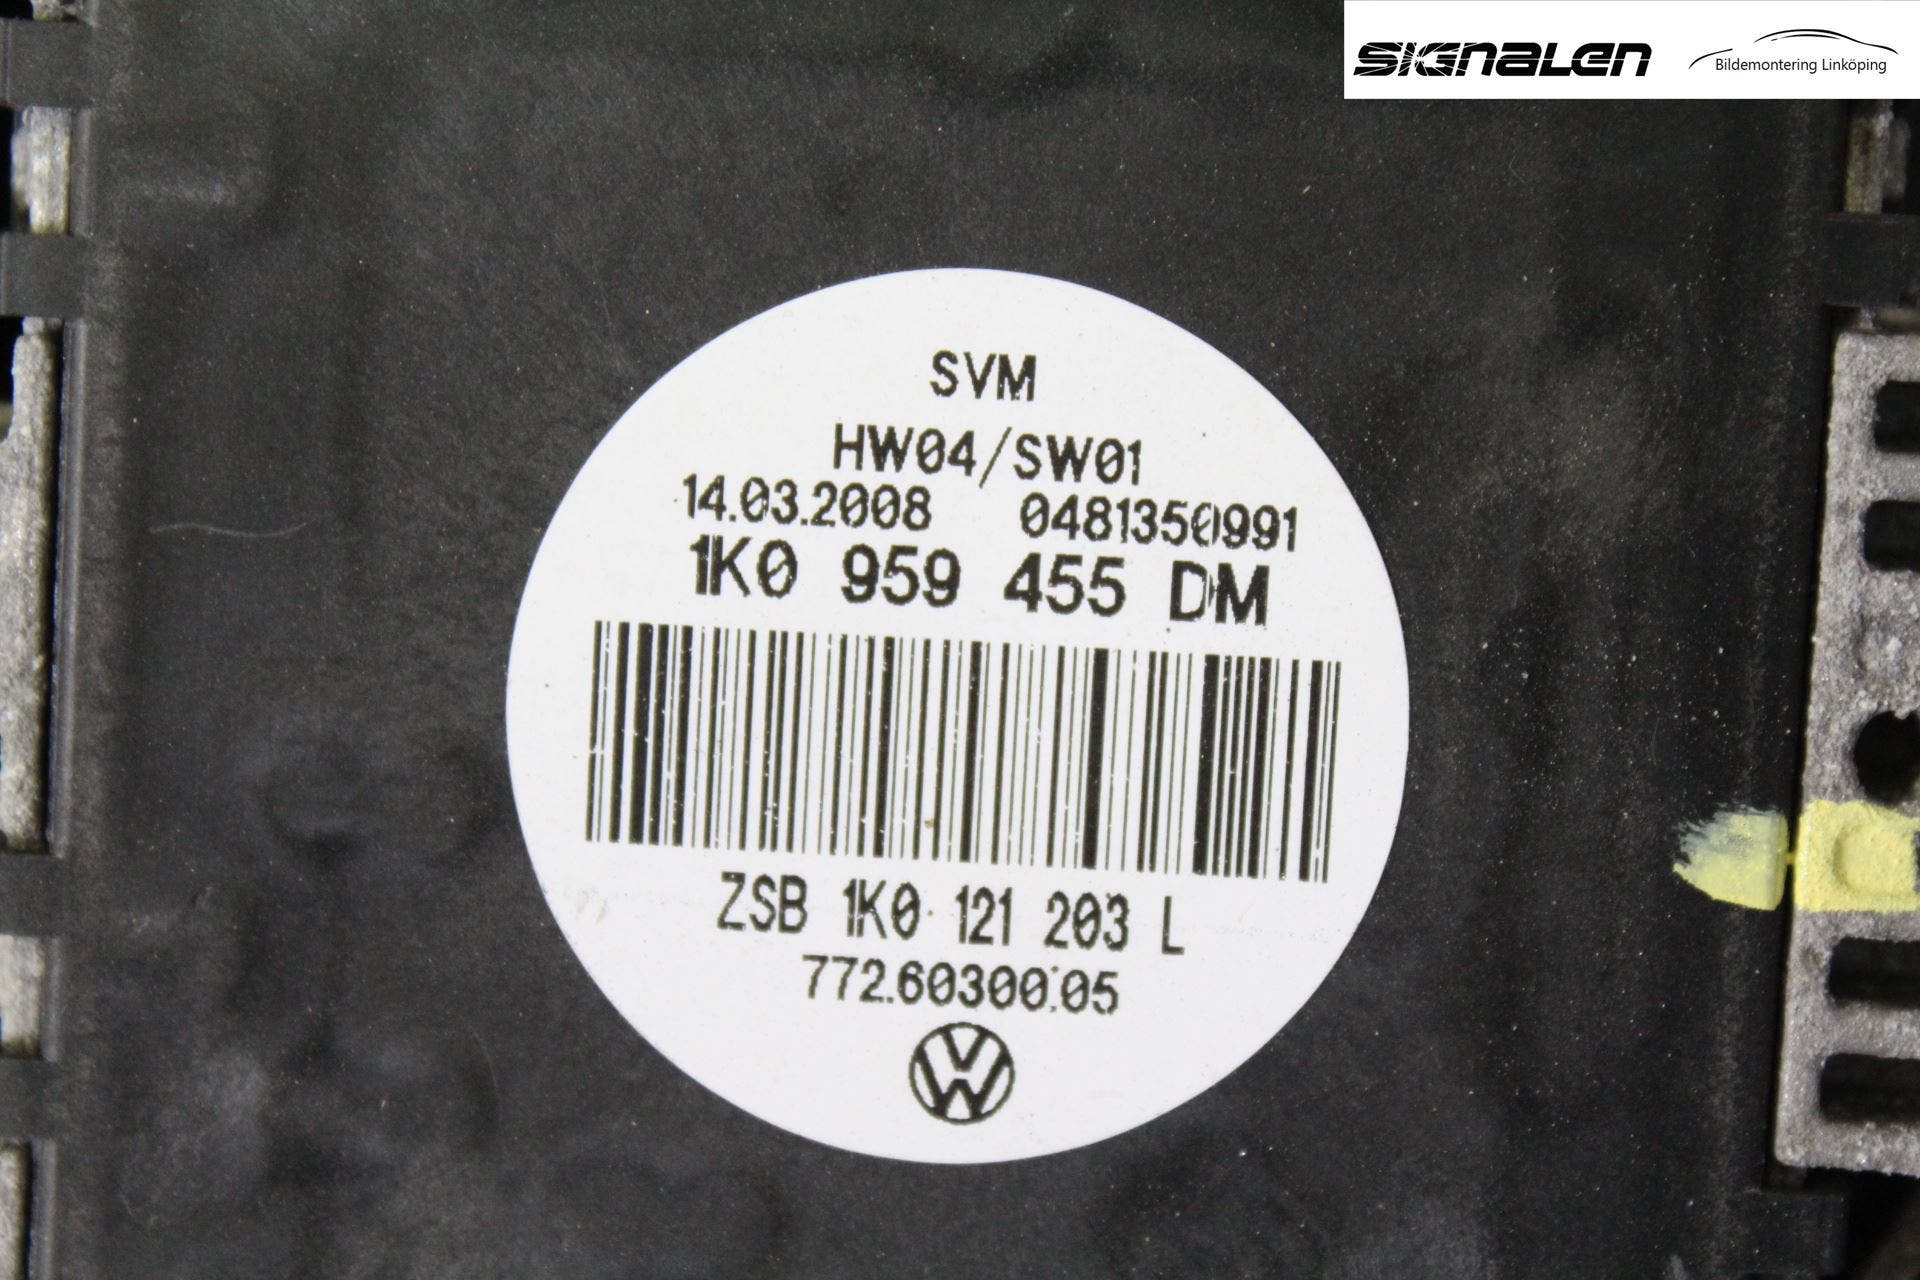 SIGNALEN
Bildemontering Linköping
SVM
HW04/SW01
14.03.2008 0481350991
1K0 959 455 DM
ZSB 1K0 121 203 L
772.60300.05